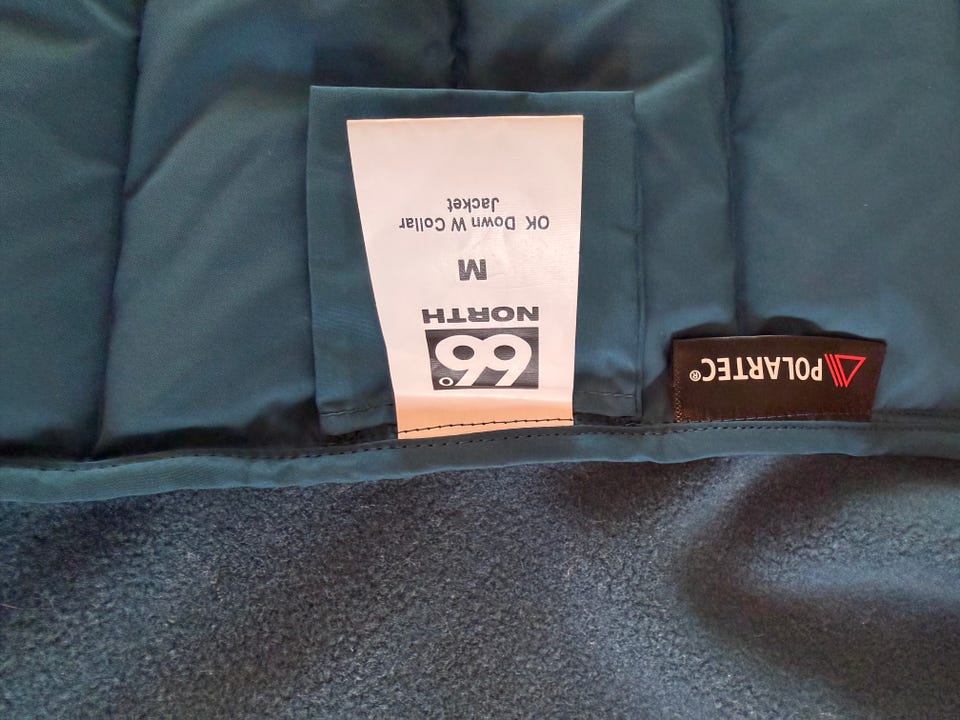 66°
NORTH
M
OK Down W Collar
Jacket
POLARTEC®